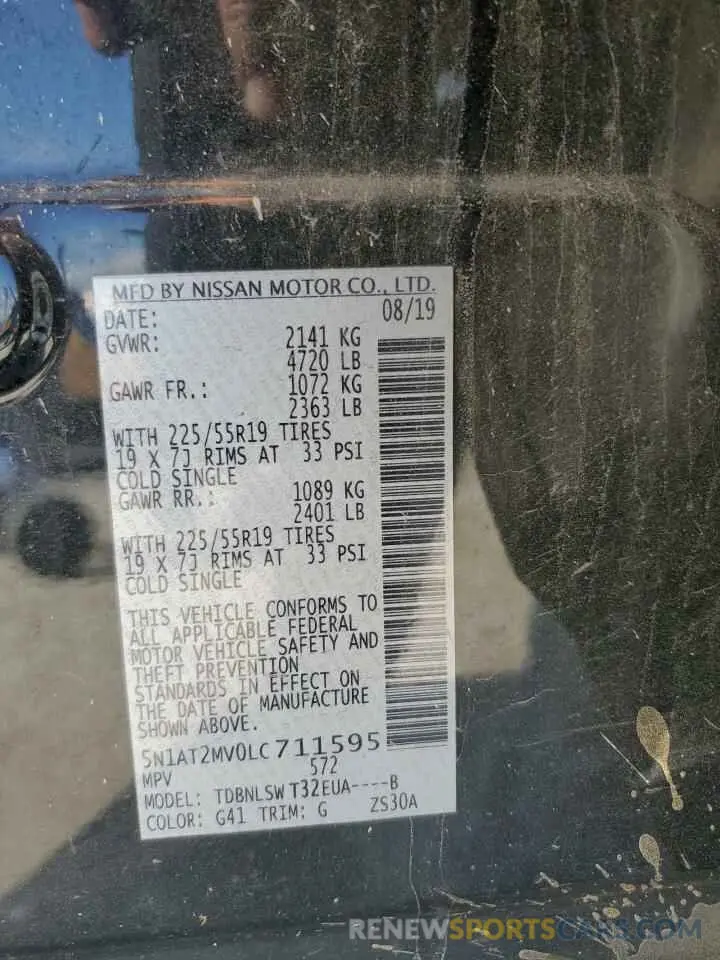 MFD BY NISSAN MOTOR CO., LTD.
DATE: 08/19
GVWR: 2141 KG
4720 LB
GAWR FR.: 1072 KG
2363 LB
WITH 225/55R19 TIRES
19 X 7J RIMS AT 33 PSI
COLD SINGLE
GAWR RR.: 1089 KG
2401 LB
WITH 225/55R19 TIRES
19 X 7J RIMS AT 33 PSI
COLD SINGLE
THIS VEHICLE CONFORMS TO
ALL APPLICABLE FEDERAL
MOTOR VEHICLE SAFETY AND
THEFT PREVENTION
STANDARDS IN EFFECT ON
THE DATE OF MANUFACTURE
SHOWN ABOVE.
5N1AT2MV0LC711595
MPV 572
MODEL: TDBNLSW T32EUA----B
COLOR: G41 TRIM: G ZS30A
RENEWSPORTSCARS.COM